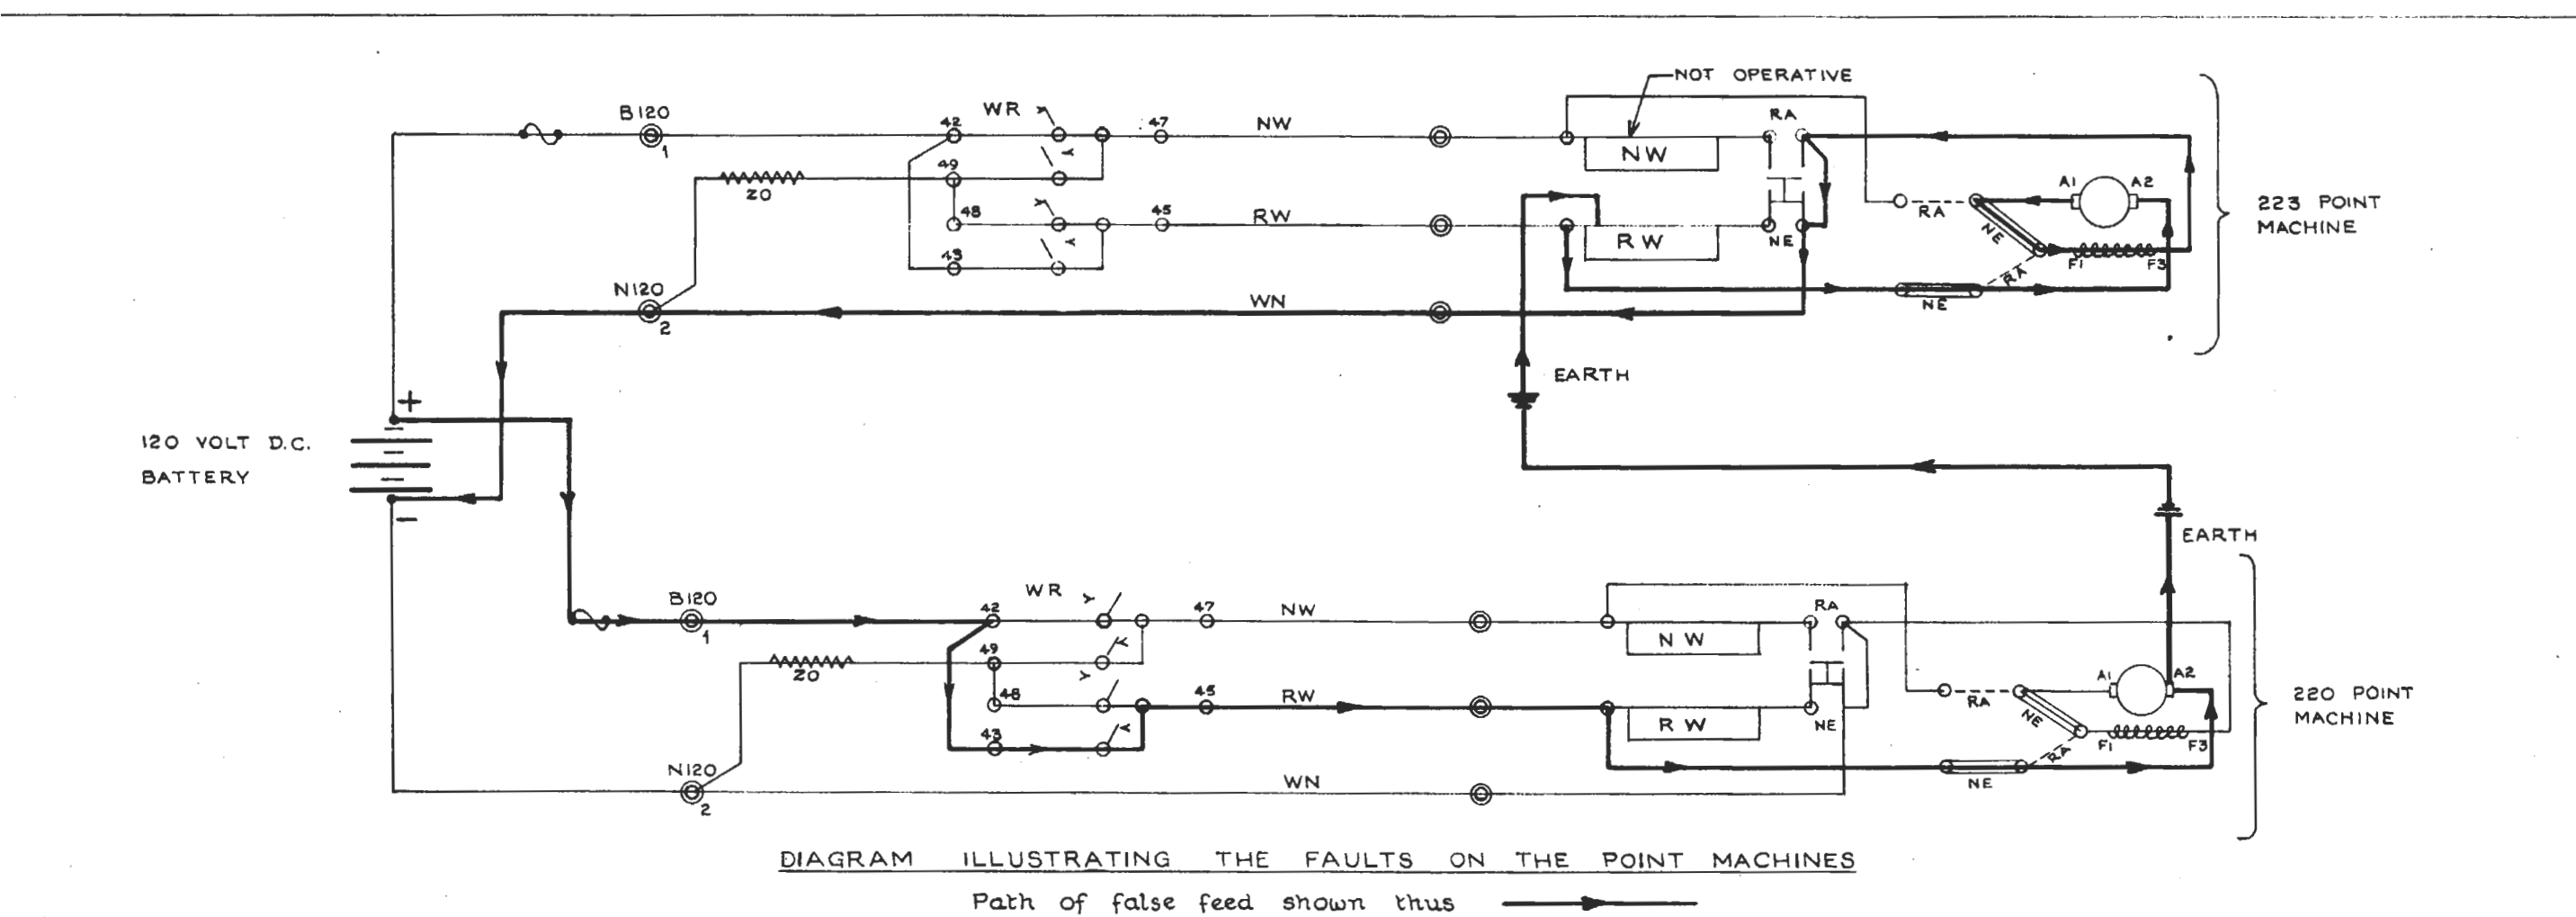 NOT OPERATIVE
B120
1
42
WR
Y
47
NW
NW
RA
49
Y
20
48
Y
45
RW
RW
NE
Y
43
RA
NE
A1
A2
F1
F3
RA
NE
223 POINT
MACHINE
N120
2
WN
EARTH
+
120 VOLT D.C.
BATTERY
−
EARTH
B120
1
42
WR
Y
47
NW
NW
RA
49
Y
20
Y
48
45
RW
RW
NE
Y
43
RA
NE
A1
A2
F1
F3
RA
NE
220 POINT
MACHINE
N120
2
WN
DIAGRAM ILLUSTRATING THE FAULTS ON THE POINT MACHINES
Path of false feed shown thus